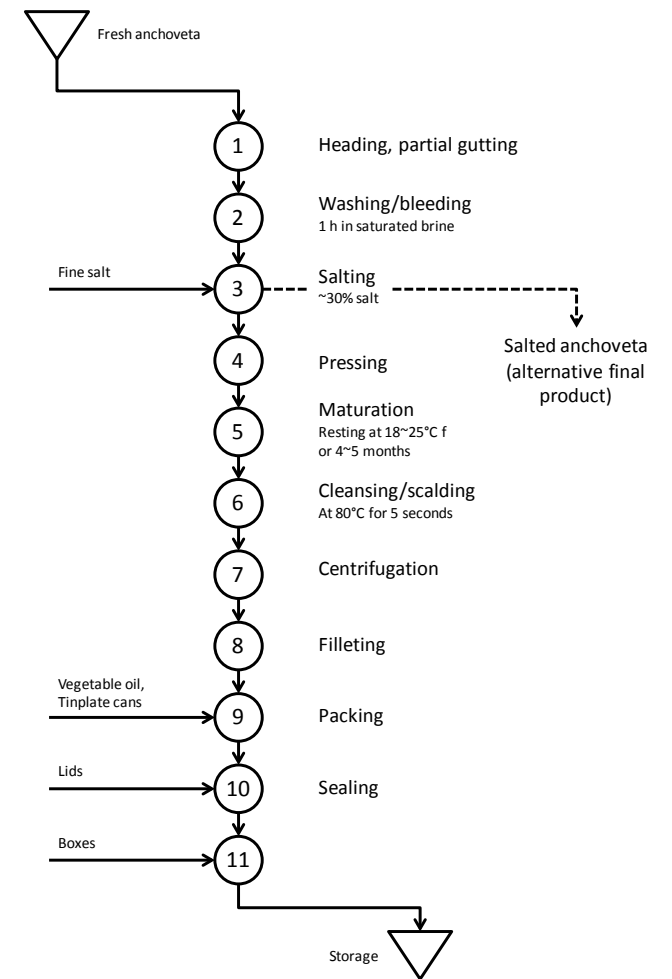 Fresh anchoveta
1
Heading, partial gutting
2
Washing/bleeding
1 h in saturated brine
Fine salt
3
Salting
~30% salt
Salted anchoveta
(alternative final
product)
4
Pressing
5
Maturation
Resting at 18~25°C f
or 4~5 months
6
Cleansing/scalding
At 80°C for 5 seconds
7
Centrifugation
8
Filleting
Vegetable oil,
Tinplate cans
9
Packing
Lids
10
Sealing
Boxes
11
Storage